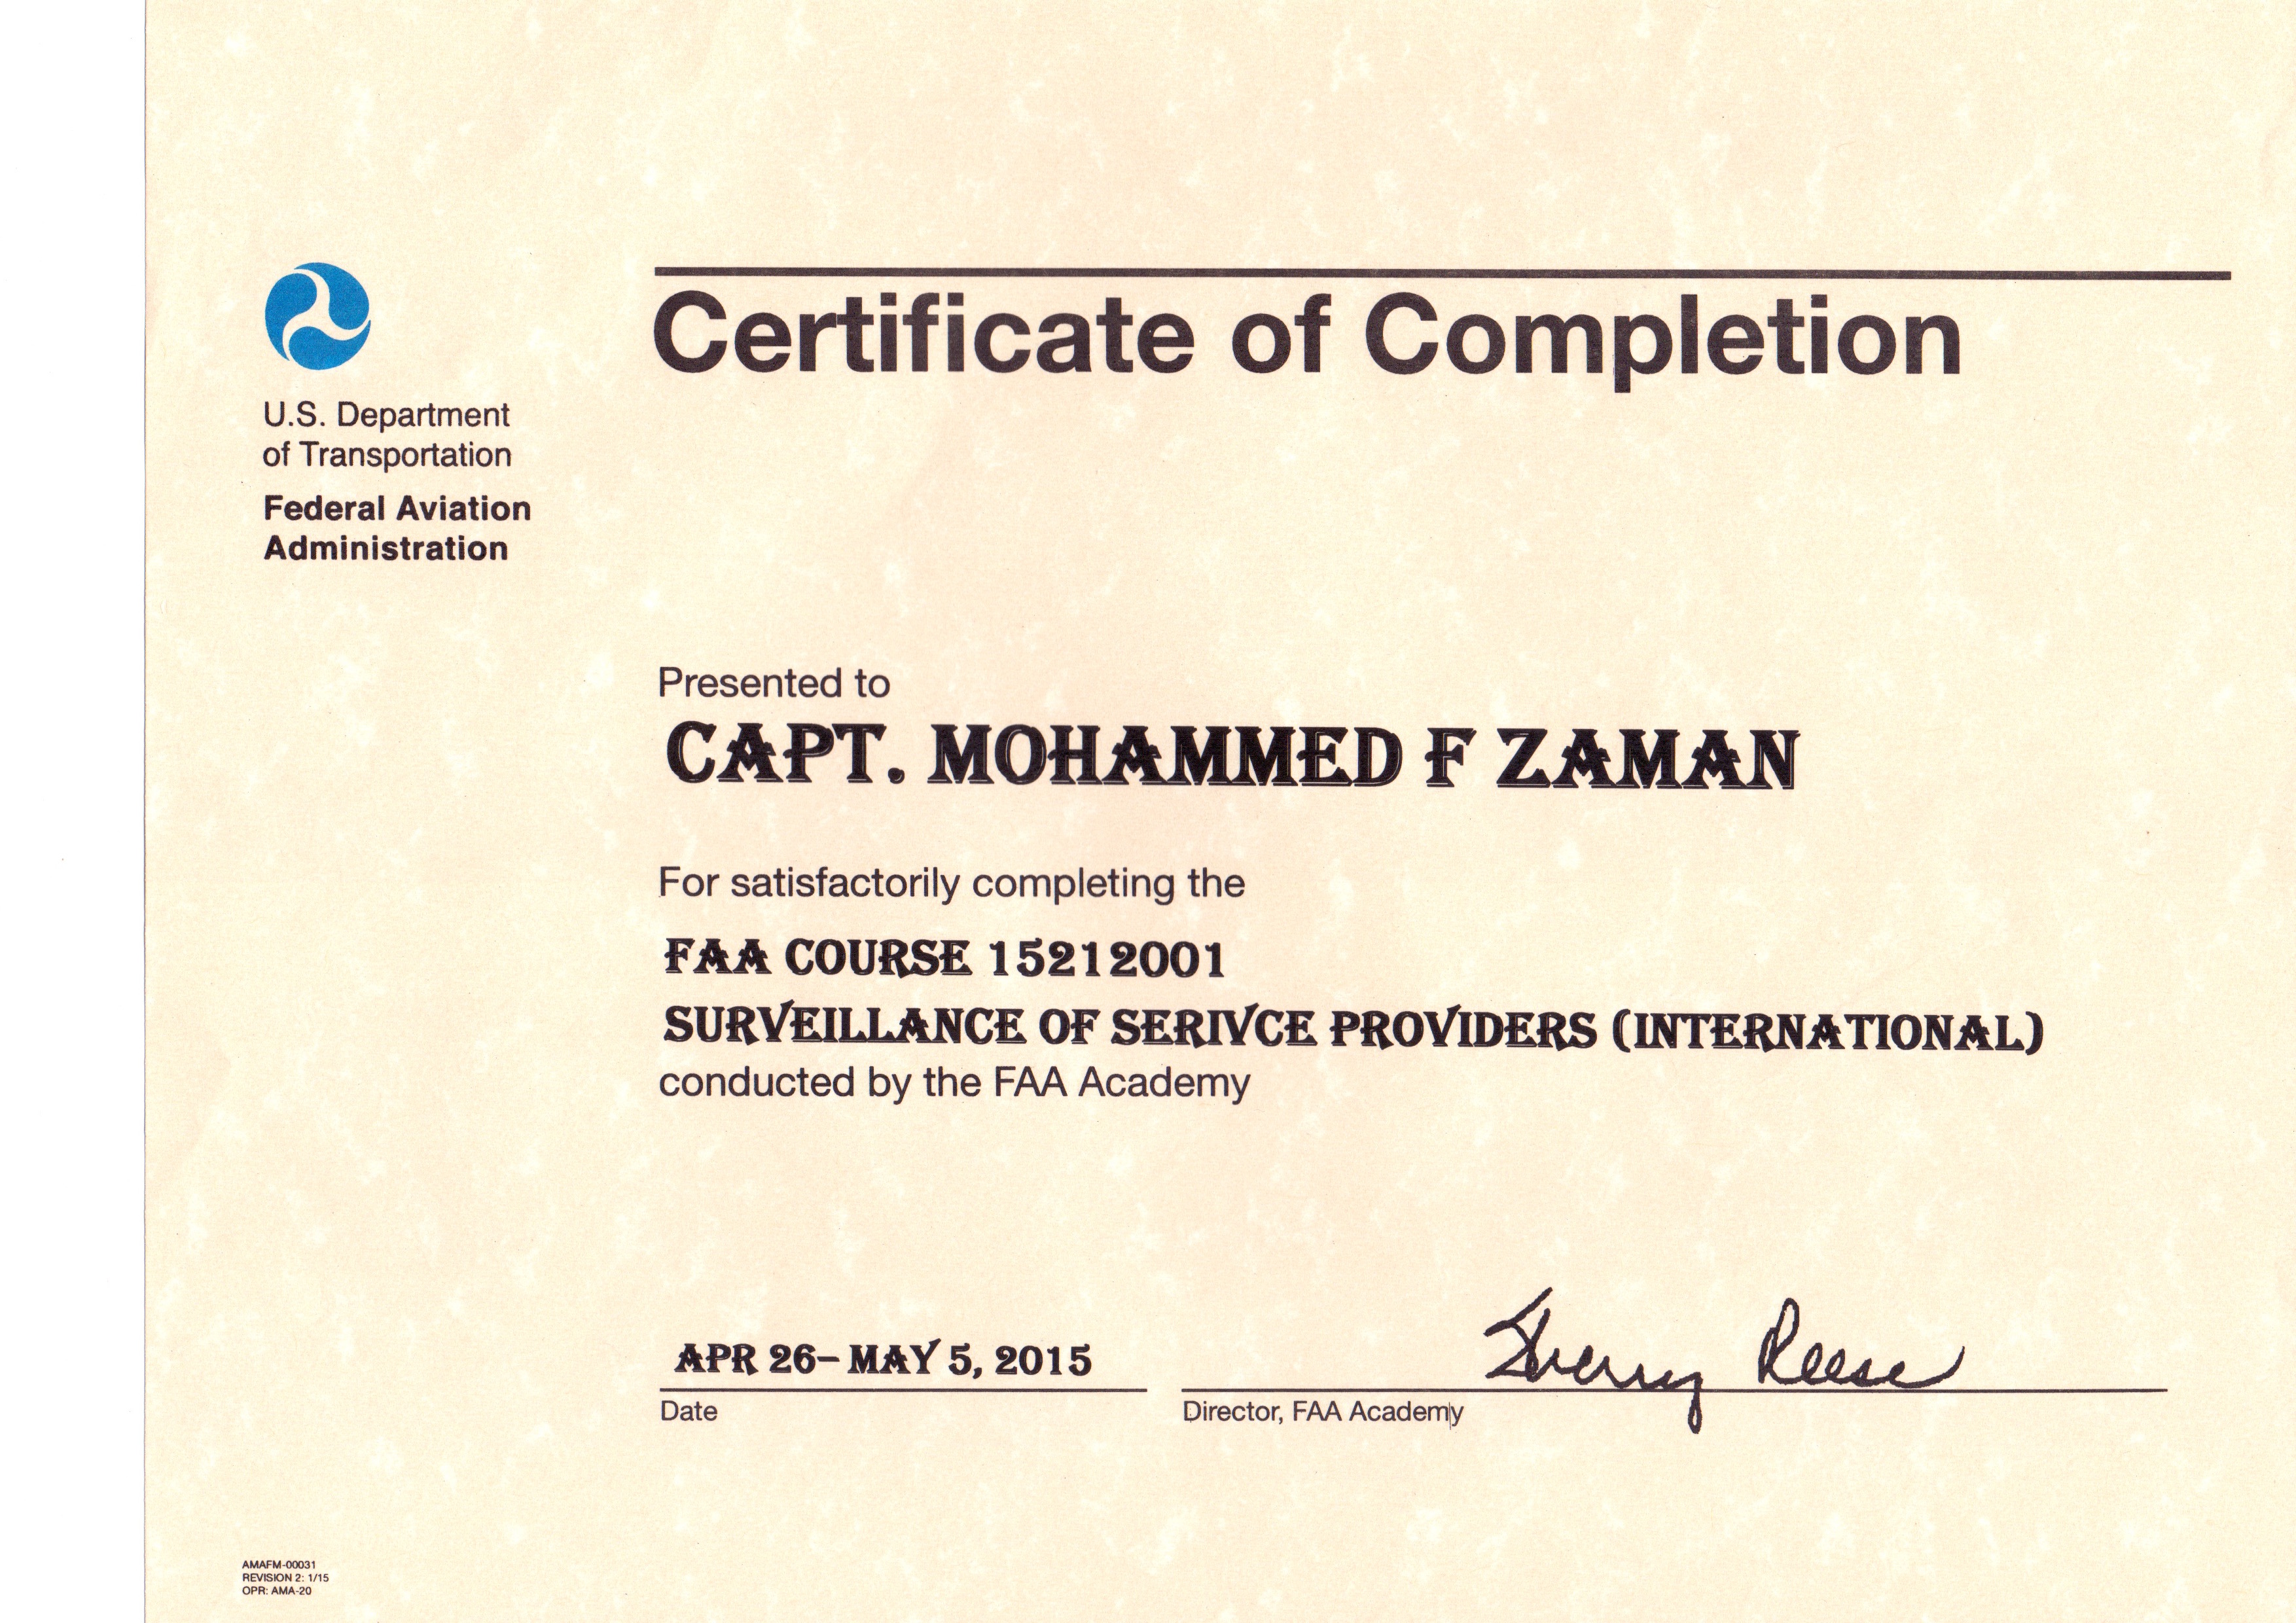 Certificate of Completion
U.S. Department
of Transportation
Federal Aviation
Administration
Presented to
CAPT. MOHAMMED F ZAMAN
For satisfactorily completing the
FAA COURSE 15212001
SURVEILLANCE OF SERIVCE PROVIDERS (INTERNATIONAL)
conducted by the FAA Academy
APR 26– MAY 5, 2015
Sherry Reese
Date
Director, FAA Academy
AMAFM-00031
REVISION 2: 1/15
OPR: AMA-20